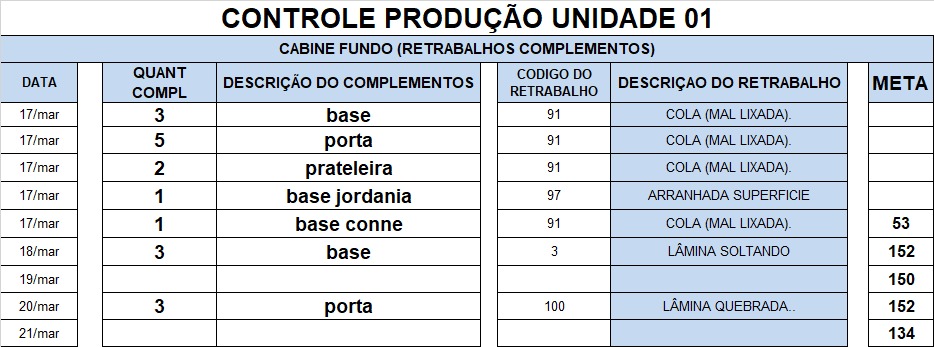 CONTROLE PRODUÇÃO UNIDADE 01
CABINE FUNDO (RETRABALHOS COMPLEMENTOS)
DATA QUANT COMPL DESCRIÇÃO DO COMPLEMENTOS CODIGO DO RETRABALHO DESCRIÇAO DO RETRABALHO META
17/mar 3 base 91 COLA (MAL LIXADA).
17/mar 5 porta 91 COLA (MAL LIXADA).
17/mar 2 prateleira 91 COLA (MAL LIXADA).
17/mar 1 base jordania 97 ARRANHADA SUPERFICIE
17/mar 1 base conne 91 COLA (MAL LIXADA). 53
18/mar 3 base 3 LÂMINA SOLTANDO 152
19/mar 150
20/mar 3 porta 100 LÂMINA QUEBRADA.. 152
21/mar 134